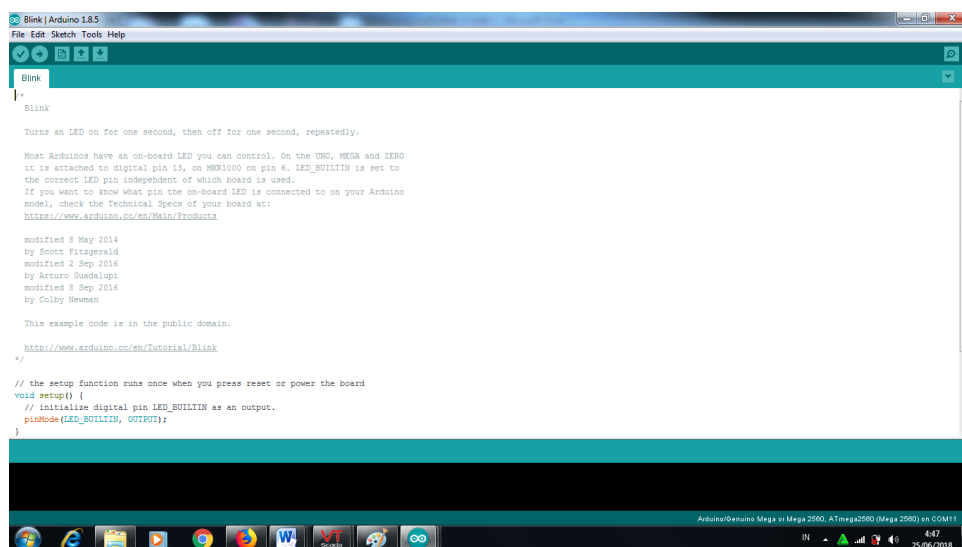 Blink | Arduino 1.8.5
File Edit Sketch Tools Help
Blink
/*
Blink
Turns an LED on for one second, then off for one second, repeatedly.
Most Arduinos have an on-board LED you can control. On the UNO, MEGA and ZERO
it is attached to digital pin 13, on MKR1000 on pin 6. LED_BUILTIN is set to
the correct LED pin independent of which board is used.
If you want to know what pin the on-board LED is connected to on your Arduino
model, check the Technical Specs of your board at:
https://www.arduino.cc/en/Main/Products
modified 8 May 2014
by Scott Fitzgerald
modified 2 Sep 2016
by Arturo Guadalupi
modified 8 Sep 2016
by Colby Newman
This example code is in the public domain.
http://www.arduino.cc/en/Tutorial/Blink
*/
// the setup function runs once when you press reset or power the board
void setup() {
// initialize digital pin LED_BUILTIN as an output.
pinMode(LED_BUILTIN, OUTPUT);
}
Arduino/Genuino Mega or Mega 2560, ATmega2560 (Mega 2560) on COM11
W
VT
Scada
IN
4:47
25/06/2018